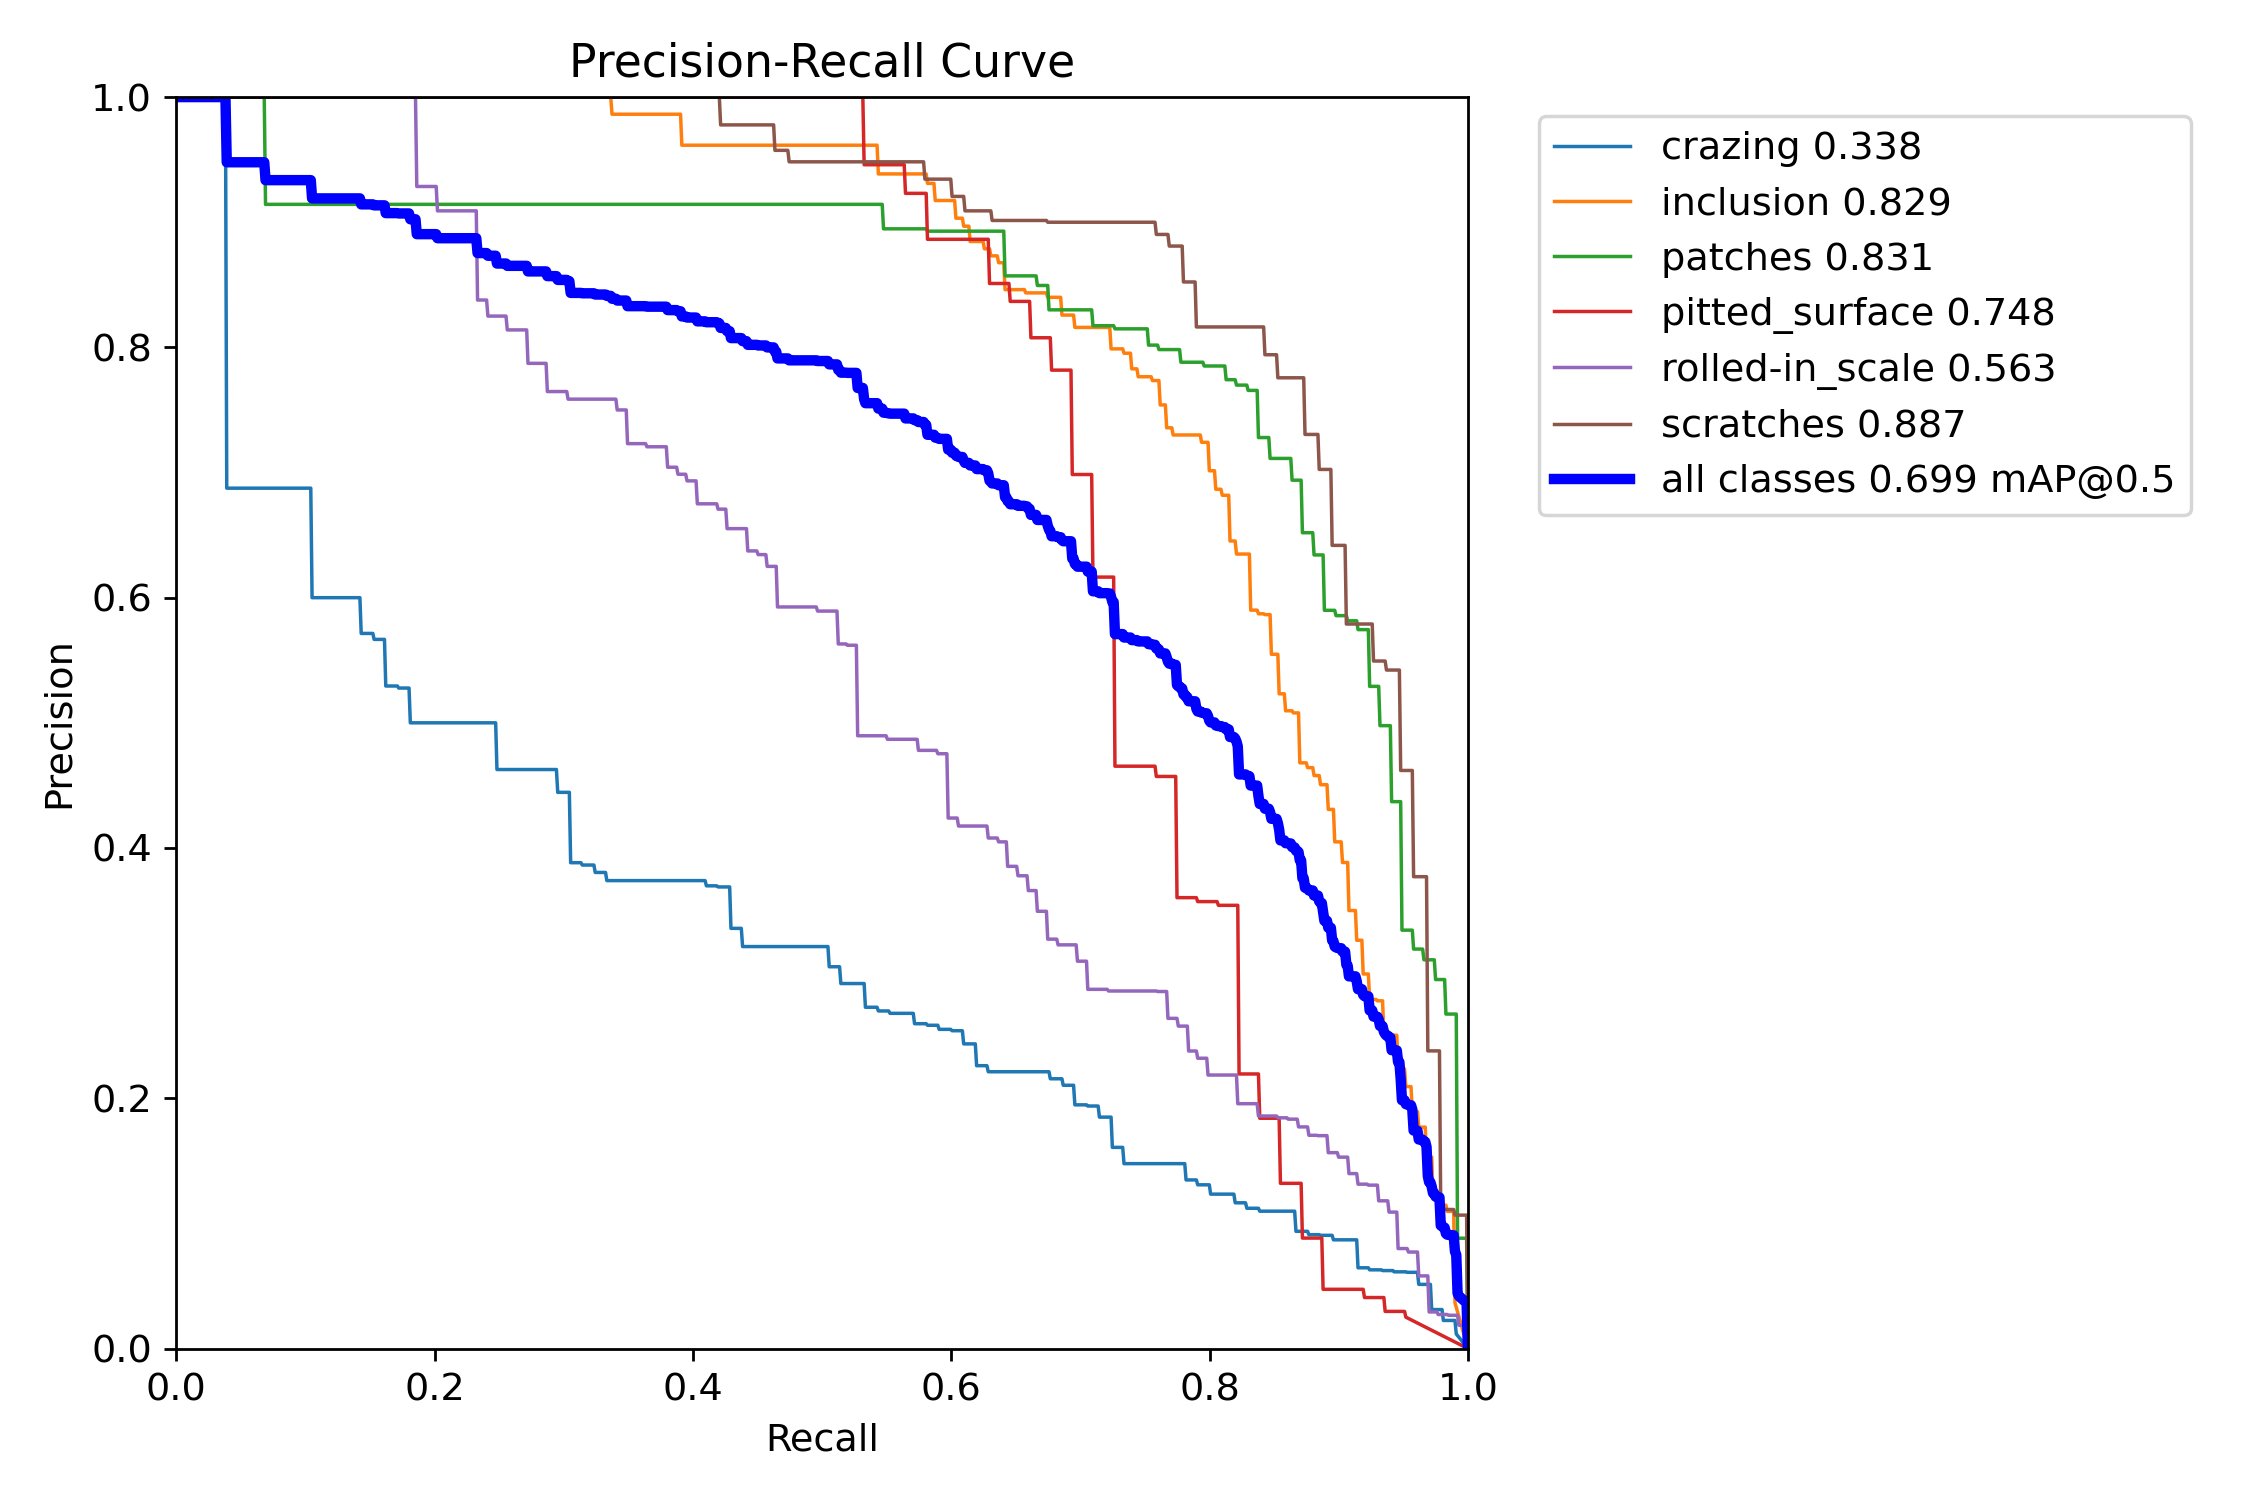 Precision-Recall Curve
1.0
0.8
0.6
0.4
0.2
0.0
Precision
0.0 0.2 0.4 0.6 0.8 1.0
Recall
crazing 0.338
inclusion 0.829
patches 0.831
pitted_surface 0.748
rolled-in_scale 0.563
scratches 0.887
all classes 0.699 mAP@0.5